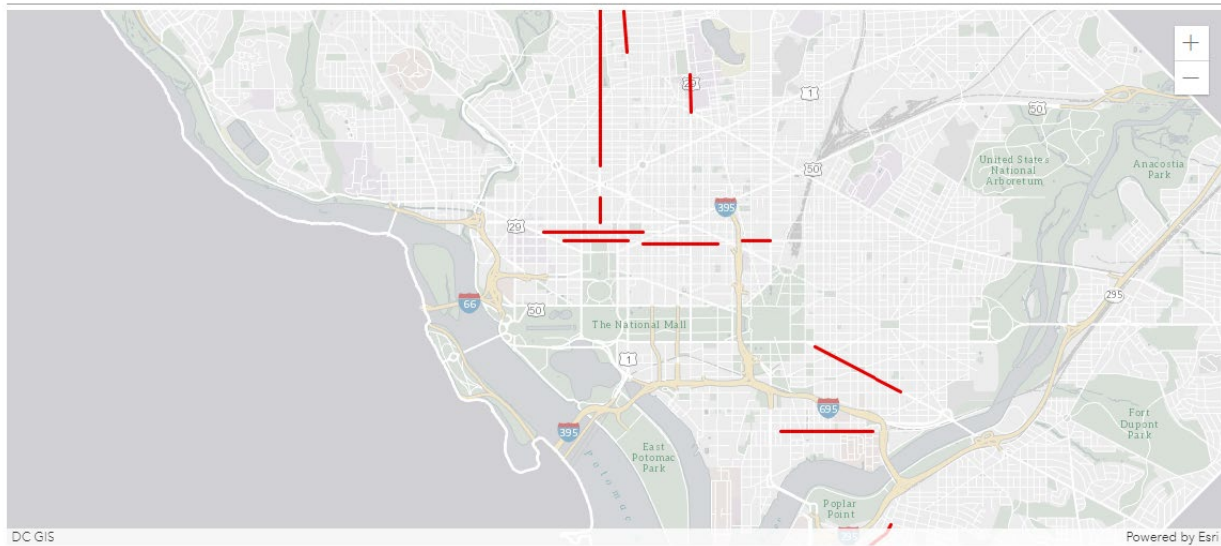 +
−
29
1
50
50
United States
National
Arboretum
Anacostia
Park
395
29
66
50
295
The National Mall
1
695
395
East
Potomac
Park
Potomac
Fort
Dupont
Park
Poplar
Point
DC GIS
Powered by Esri